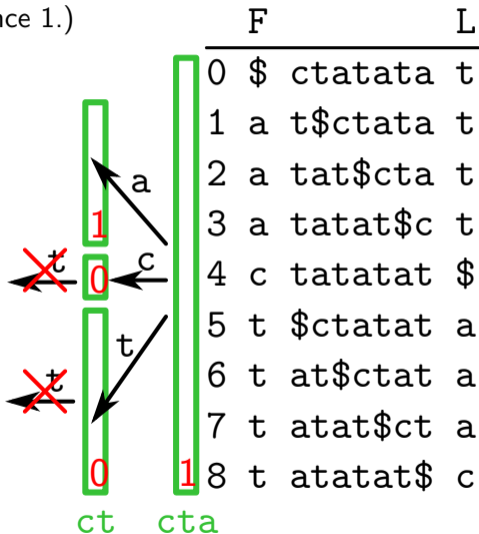 nce 1.)
F L
0 $ ctatata t
1 a t$ctata t
a
2 a tat$cta t
1
3 a tatat$c t
t 0 c
4 c tatatat $
5 t $ctatat a
t
6 t at$ctat a
t
7 t atat$ct a
0 1
8 t atatat$ c
ct cta